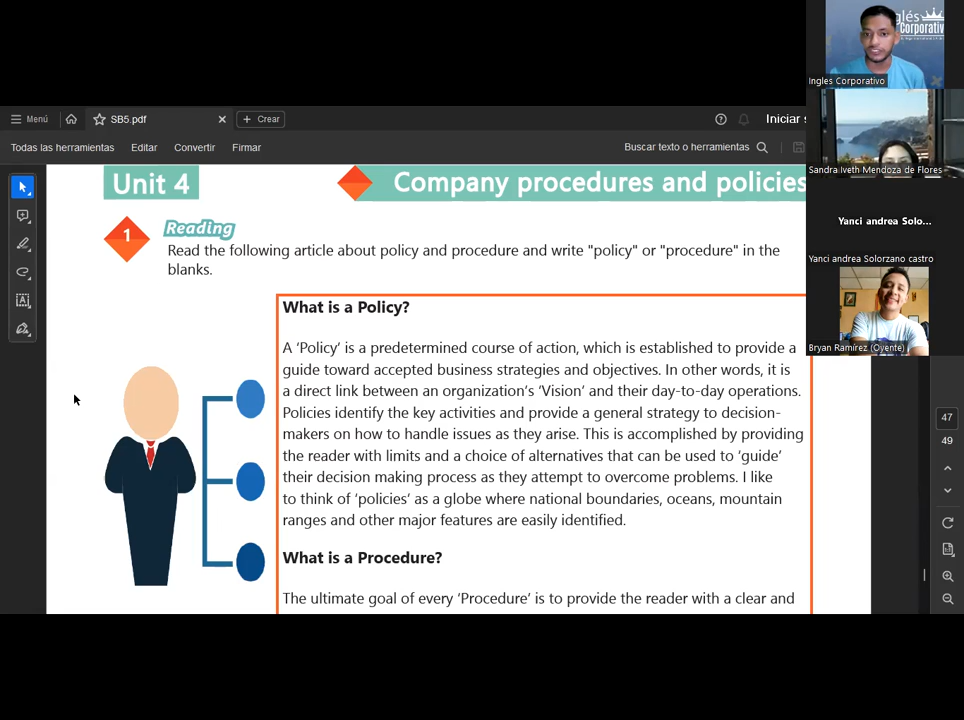 glés
Corporativo
Ingles Corporativo
Menú
SB5.pdf
Crear
Iniciar s
Sandra Iveth Mendoza de Flores
Todas las herramientas
Editar
Convertir
Firmar
Buscar texto o herramientas
Unit 4
Company procedures and policies
Yanci andrea Solo...
Yanci andrea Solorzano castro
1
Reading
Read the following article about policy and procedure and write "policy" or "procedure" in the
blanks.
Bryan Ramírez (Oyente)
What is a Policy?
A ‘Policy’ is a predetermined course of action, which is established to provide a
guide toward accepted business strategies and objectives. In other words, it is
a direct link between an organization’s ‘Vision’ and their day-to-day operations.
Policies identify the key activities and provide a general strategy to decision-
makers on how to handle issues as they arise. This is accomplished by providing
the reader with limits and a choice of alternatives that can be used to ‘guide’
their decision making process as they attempt to overcome problems. I like
to think of ‘policies’ as a globe where national boundaries, oceans, mountain
ranges and other major features are easily identified.
What is a Procedure?
The ultimate goal of every ‘Procedure’ is to provide the reader with a clear and
47
49